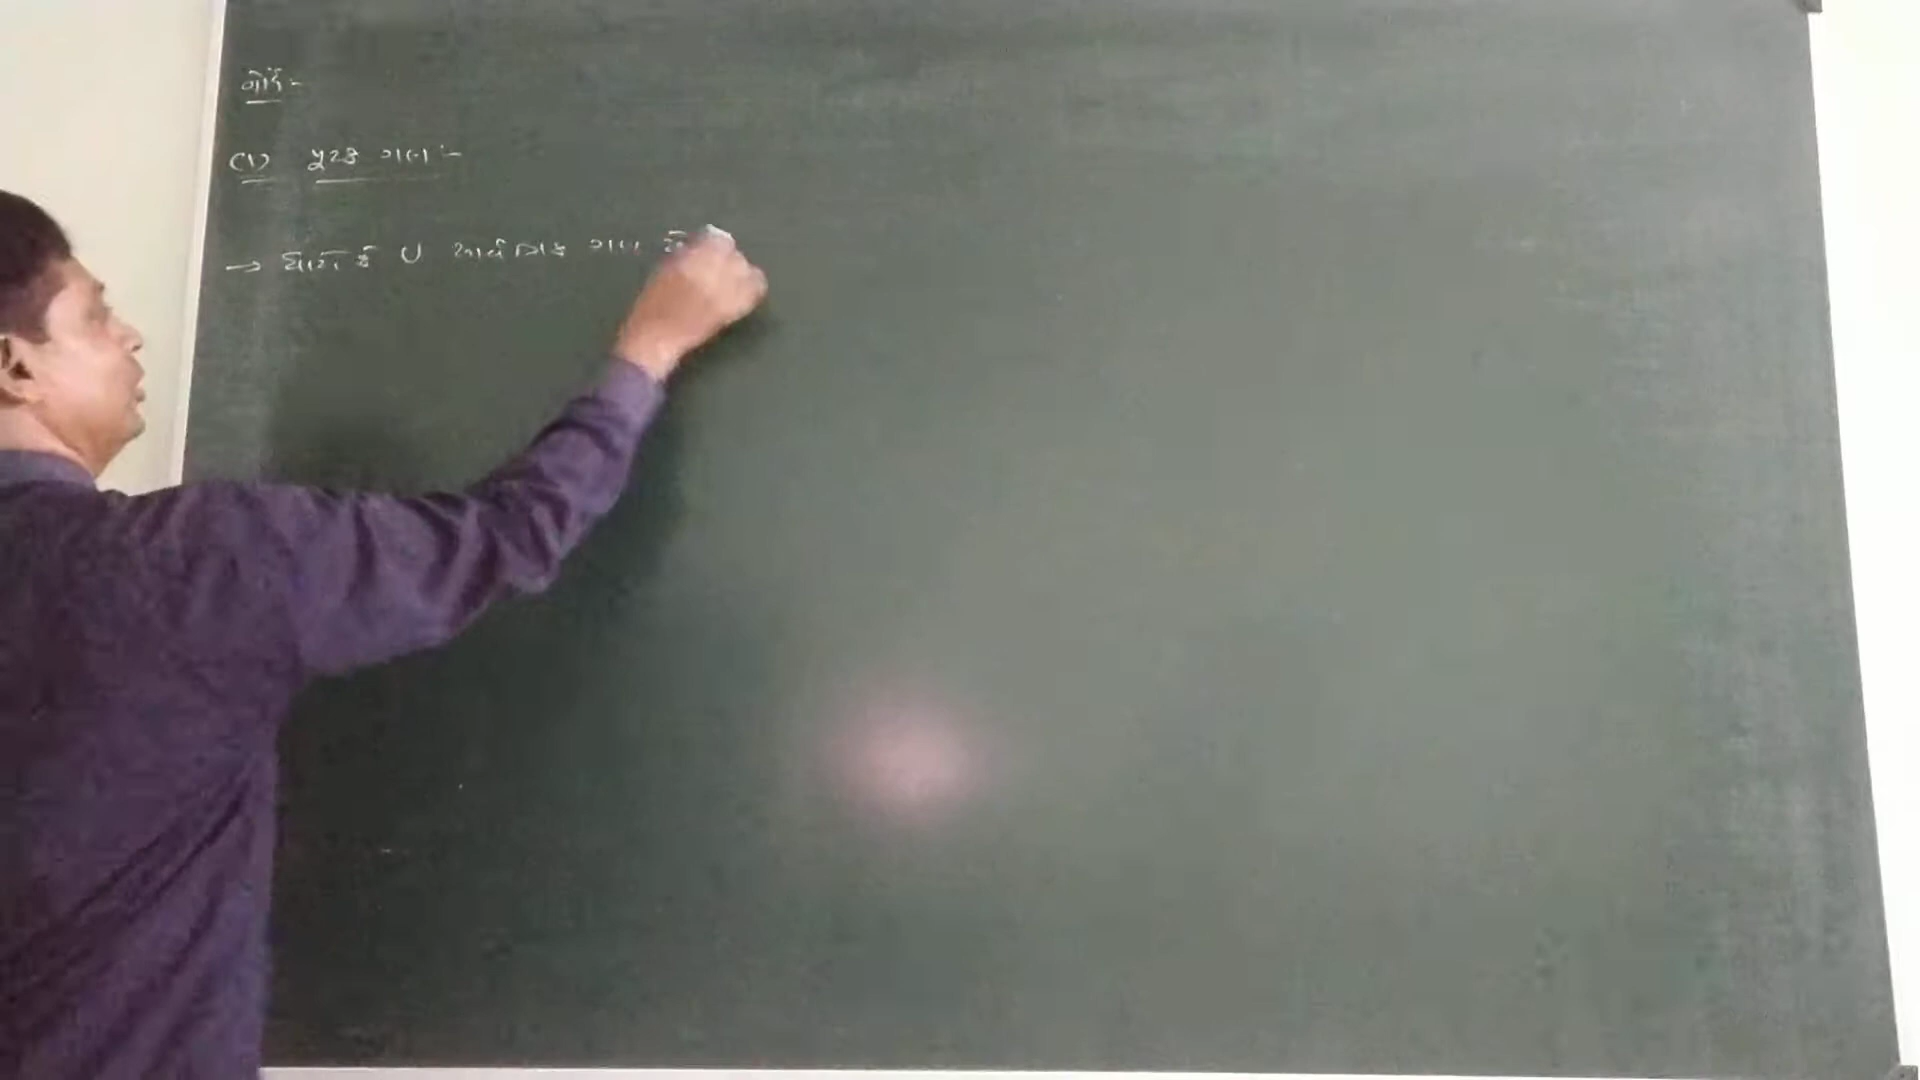 નોંધ :-
(1) પુરક ગણ :-
→ ધારો કે U સાર્વત્રિક ગણ છે